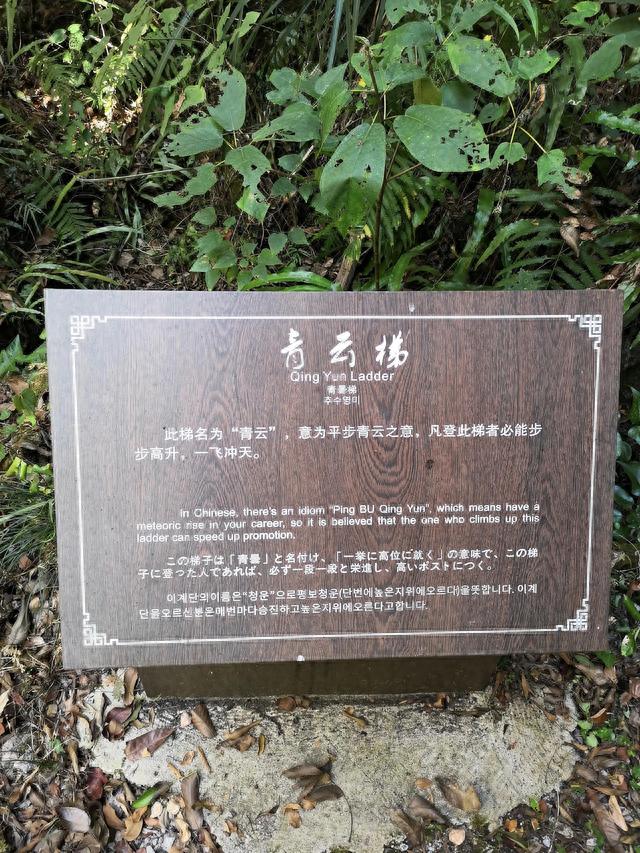 青云梯
Qing Yun Ladder
青曇梯
추수영미
此梯名为“青云”，意为平步青云之意，凡登此梯者必能步
步高升，一飞冲天。
In Chinese, there's an idiom "Ping BU Qing Yun", which means have a
meteoric rise in your career, so it is believed that the one who climbs up this
ladder can speed up promotion.
この梯子は「青曇」と名付け、「一挙に高位に就く」の意味で、この梯
子に登った人であれば、必ず一段一段と栄進し、高いポストにつく。
이계단의이름은"청운"으로평보청운(단번에높은지위에오르다)을뜻합니다. 이계
단을오르신분은매번마다승진하고높은지위에오른다고합니다.